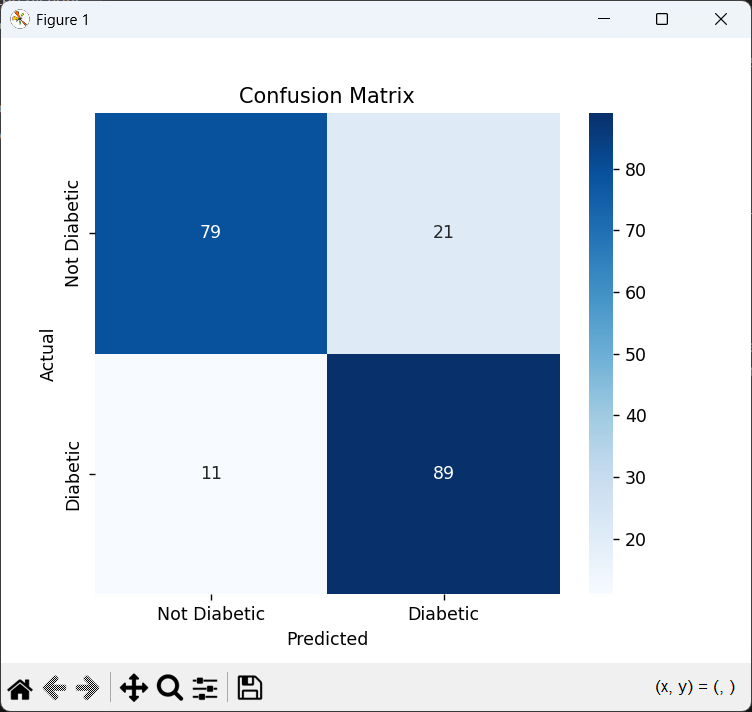 Figure 1
Confusion Matrix
Not Diabetic
79
21
80
70
60
50
40
30
20
Actual
Diabetic
11
89
Not Diabetic
Diabetic
Predicted
(x, y) = (, )